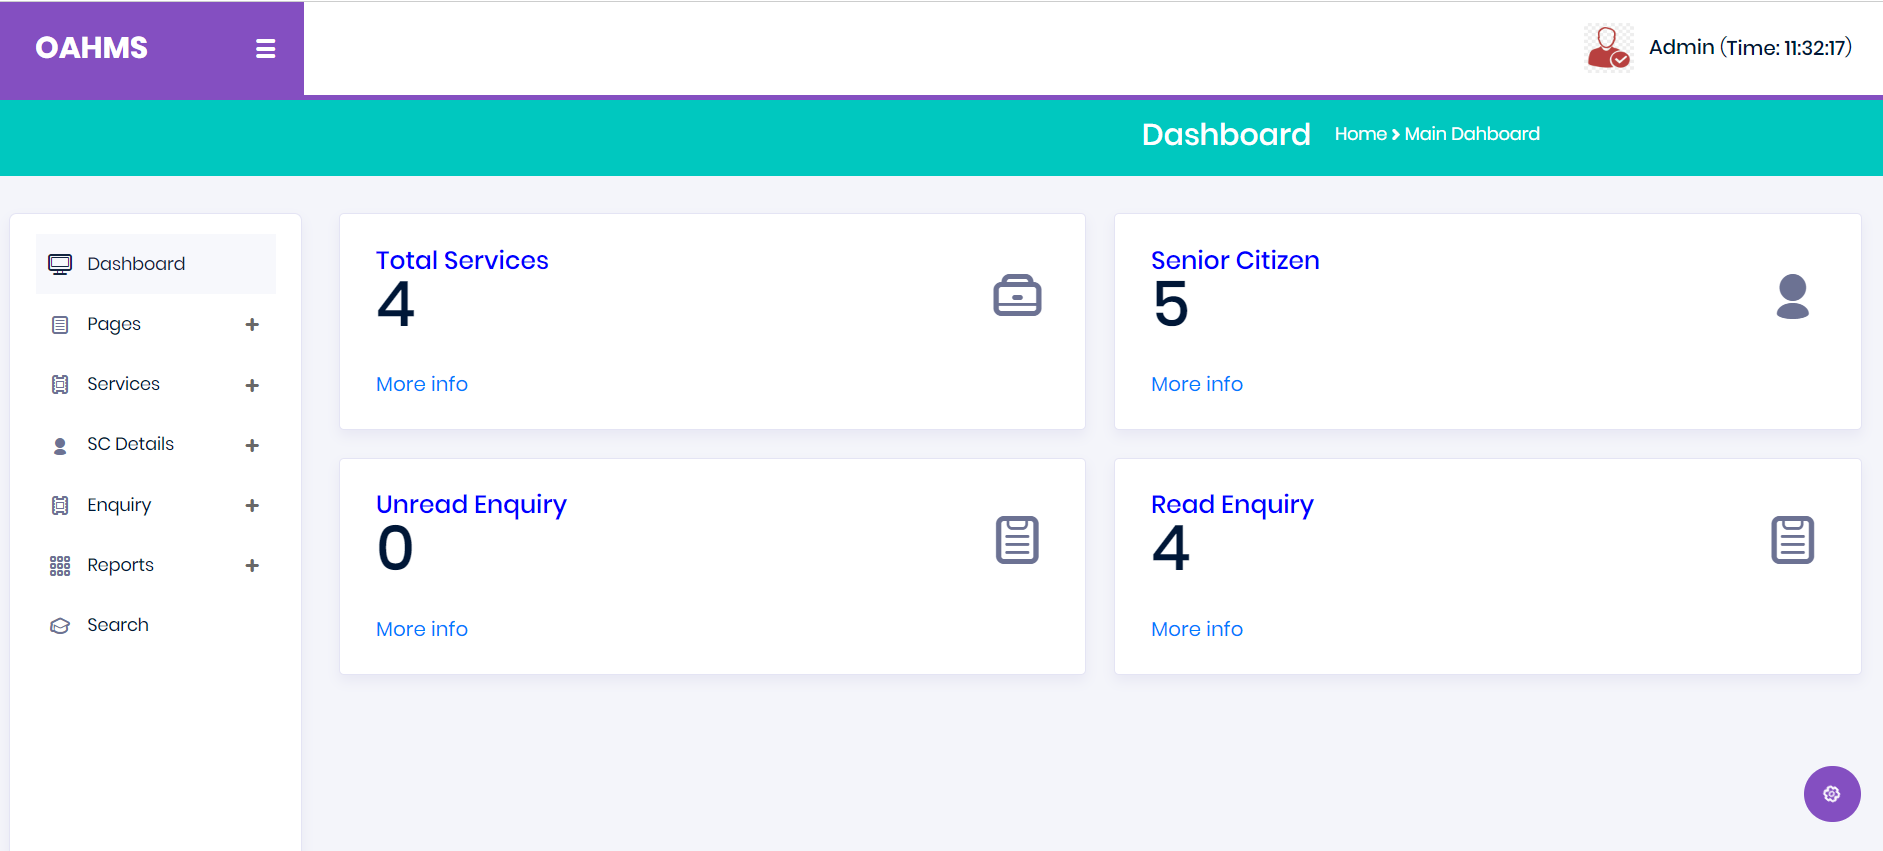 OAHMS
Admin (Time: 11:32:17)
Dashboard
Home > Main Dahboard
Dashboard
Pages +
Services +
SC Details +
Enquiry +
Reports +
Search
Total Services
4
More info
Senior Citizen
5
More info
Unread Enquiry
0
More info
Read Enquiry
4
More info